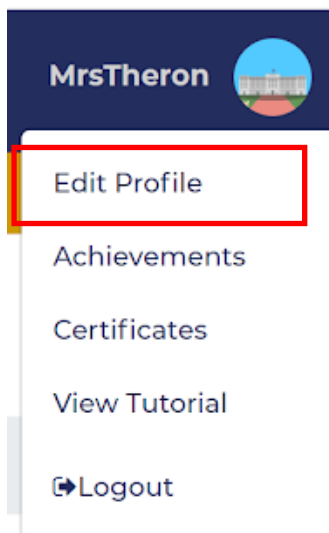 MrsTheron
Edit Profile
Achievements
Certificates
View Tutorial
Logout